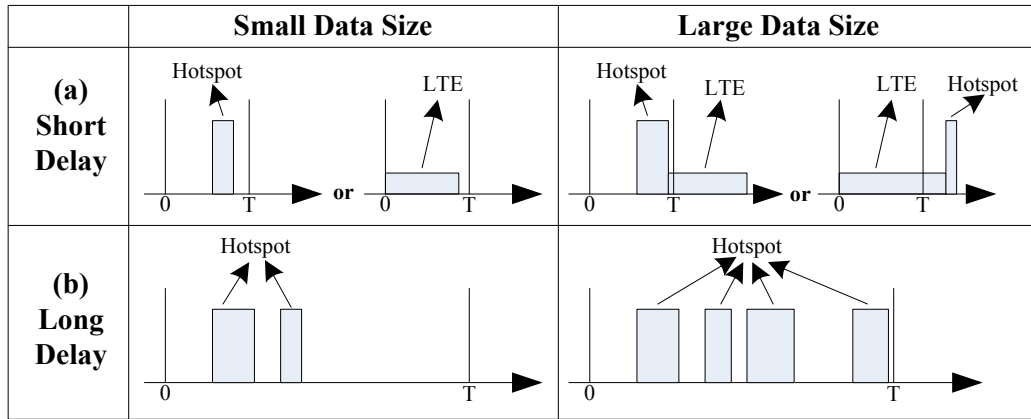 Small Data Size
Large Data Size
(a)
Short
Delay
Hotspot
LTE
0
T
or
0
T
Hotspot
LTE
0
T
or
LTE
Hotspot
0
T
(b)
Long
Delay
Hotspot
0
T
Hotspot
0
T